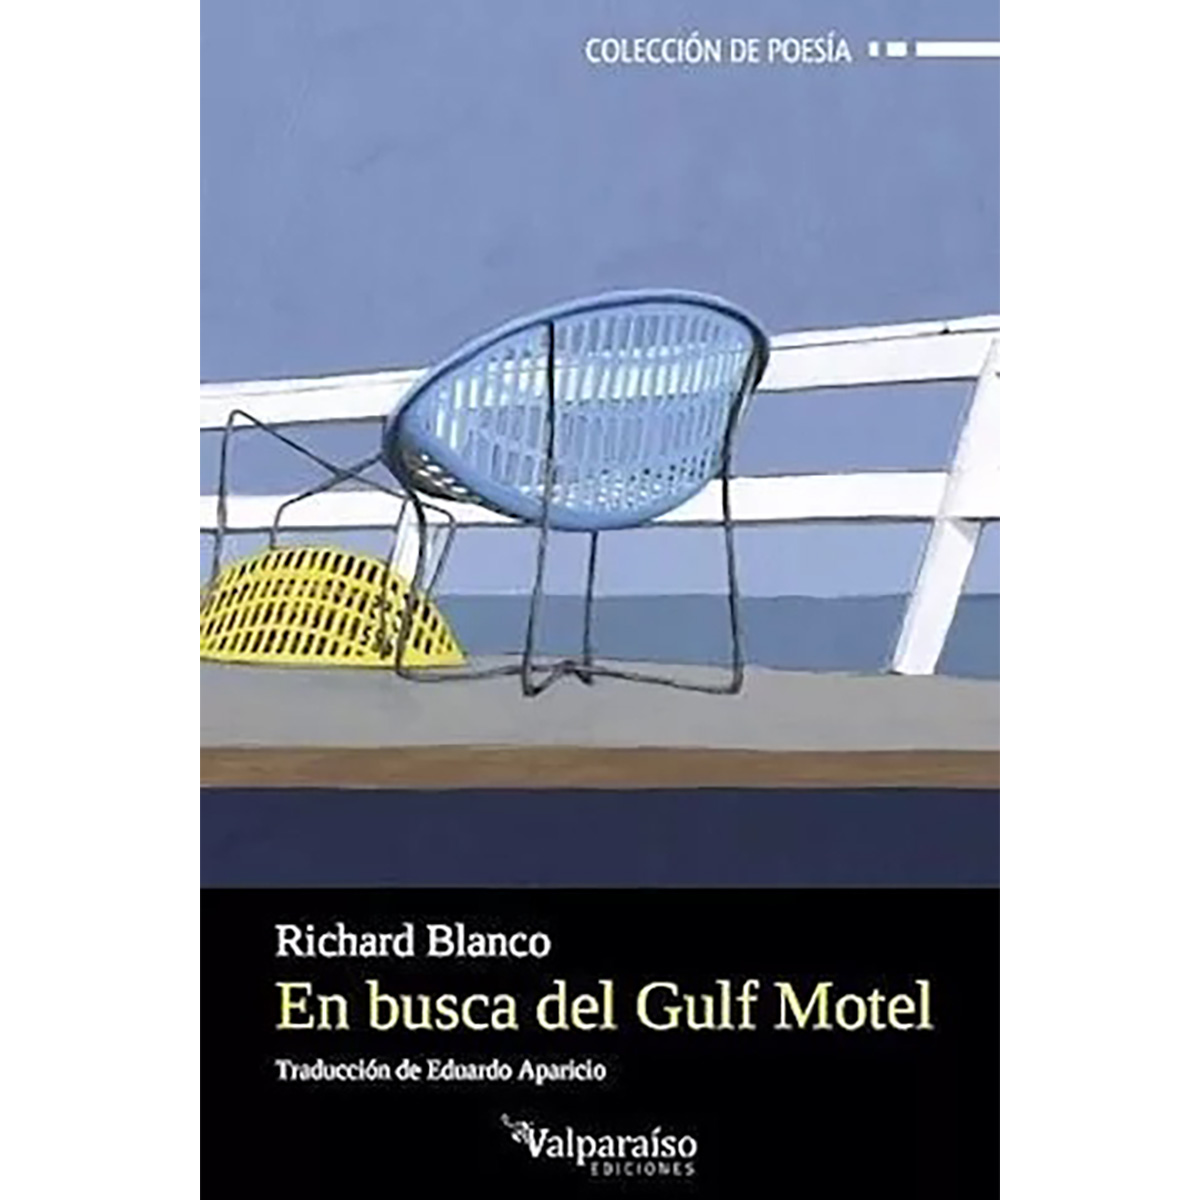 COLECCIÓN DE POESÍA
Richard Blanco
En busca del Gulf Motel
Traducción de Eduardo Aparicio
Valparaíso
EDICIONES